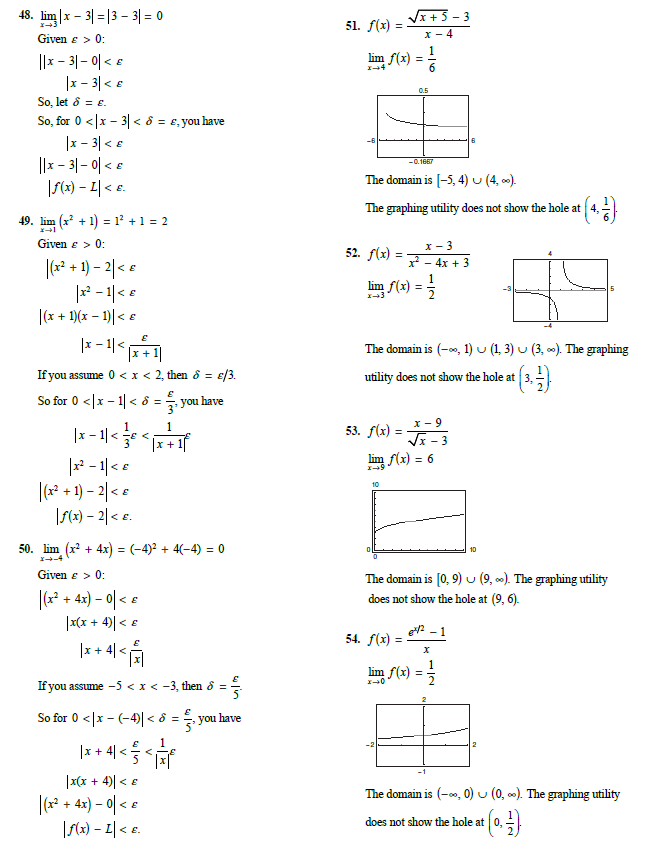 48. lim x→3 |x − 3| = |3 − 3| = 0
Given ε > 0:
||x − 3| − 0| < ε
|x − 3| < ε
So, let δ = ε.
So, for 0 < |x − 3| < δ = ε, you have
|x − 3| < ε
||x − 3| − 0| < ε
|f(x) − L| < ε.
49. lim x→1 (x² + 1) = 1² + 1 = 2
Given ε > 0:
|(x² + 1) − 2| < ε
|x² − 1| < ε
|(x + 1)(x − 1)| < ε
|x − 1| < ε/|x + 1|
If you assume 0 < x < 2, then δ = ε/3.
So for 0 < |x − 1| < δ = ε/3, you have
|x − 1| < 1/3 ε < 1/|x + 1| ε
|x² − 1| < ε
|(x² + 1) − 2| < ε
|f(x) − 2| < ε.
50. lim x→−4 (x² + 4x) = (−4)² + 4(−4) = 0
Given ε > 0:
|(x² + 4x) − 0| < ε
|x(x + 4)| < ε
|x + 4| < ε/|x|
If you assume −5 < x < −3, then δ = ε/5.
So for 0 < |x − (−4)| < δ = ε/5, you have
|x + 4| < ε/5 < 1/|x| ε
|x(x + 4)| < ε
|(x² + 4x) − 0| < ε
|f(x) − L| < ε.
51. f(x) = (√(x + 5) − 3)/(x − 4)
lim x→4 f(x) = 1/6
0.5
−6 6
−0.1667
The domain is [−5, 4) ∪ (4, ∞).
The graphing utility does not show the hole at (4, 1/6).
52. f(x) = (x − 3)/(x² − 4x + 3)
lim x→3 f(x) = 1/2
4
−3 5
−4
The domain is (−∞, 1) ∪ (1, 3) ∪ (3, ∞). The graphing
utility does not show the hole at (3, 1/2).
53. f(x) = (x − 9)/(√x − 3)
lim x→9 f(x) = 6
10
0 10
0
The domain is [0, 9) ∪ (9, ∞). The graphing utility
does not show the hole at (9, 6).
54. f(x) = (e^(x/2) − 1)/x
lim x→0 f(x) = 1/2
2
−2 2
−1
The domain is (−∞, 0) ∪ (0, ∞). The graphing utility
does not show the hole at (0, 1/2).